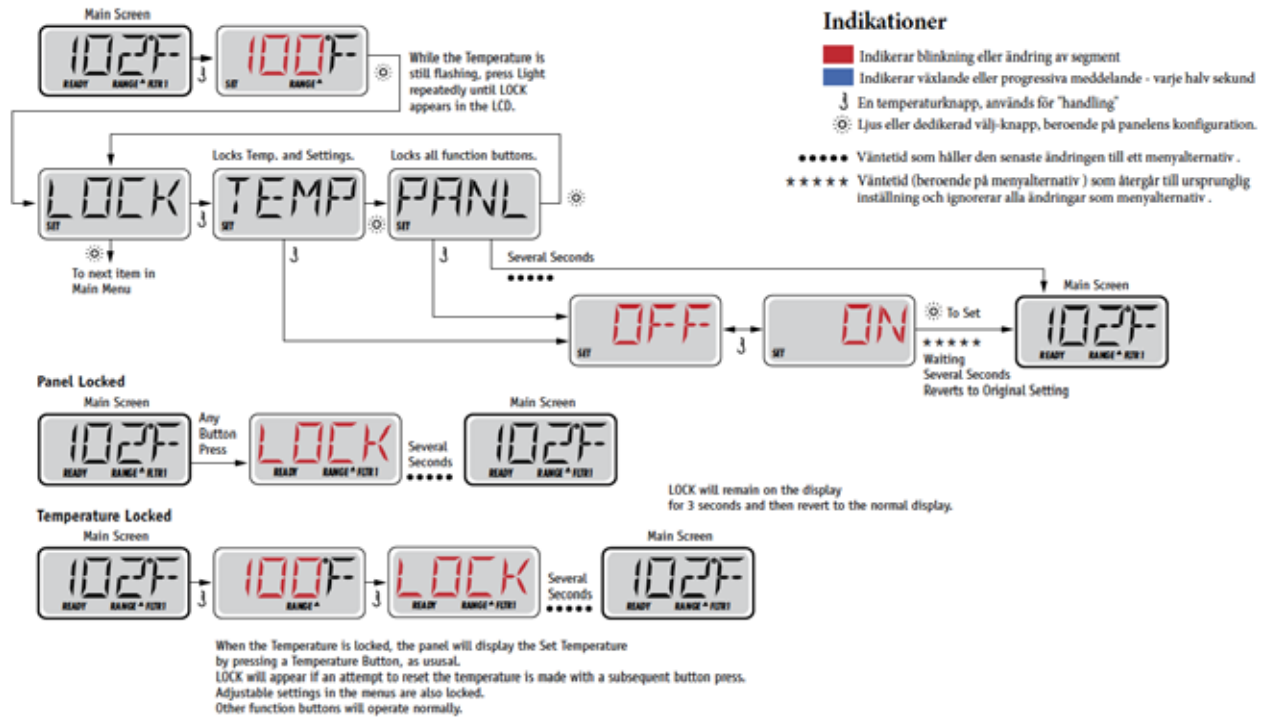 Main Screen
102°F
READY RANGE FLTR1
100°F
SET RANGE
While the Temperature is
still flashing, press Light
repeatedly until LOCK
appears in the LCD.
Indikationer
Indikerar blinkning eller ändring av segment
Indikerar växlande eller progressiva meddelande - varje halv sekund
En temperaturknapp, används för "handling"
Ljus eller dedikerad välj-knapp, beroende på panelens konfiguration.
Väntetid som håller den senaste ändringen till ett menyalternativ .
Väntetid (beroende på menyalternativ ) som återgår till ursprunglig
inställning och ignorerar alla ändringar som menyalternativ .
Locks Temp. and Settings.
Locks all function buttons.
LOCK
SET
TEMP
SET
PANL
SET
To next item in
Main Menu
Several Seconds
OFF
SET
ON
SET
To Set
Waiting
Several Seconds
Reverts to Original Setting
Main Screen
102°F
READY RANGE FLTR1
Panel Locked
Main Screen
102°F
READY RANGE FLTR1
Any
Button
Press
LOCK
READY RANGE FLTR1
Several
Seconds
Main Screen
102°F
READY RANGE FLTR1
LOCK will remain on the display
for 3 seconds and then revert to the normal display.
Temperature Locked
Main Screen
102°F
READY RANGE FLTR1
100°F
RANGE
LOCK
READY RANGE FLTR1
Several
Seconds
Main Screen
102°F
READY RANGE FLTR1
When the Temperature is locked, the panel will display the Set Temperature
by pressing a Temperature Button, as ususal.
LOCK will appear if an attempt to reset the temperature is made with a subsequent button press.
Adjustable settings in the menus are also locked.
Other function buttons will operate normally.